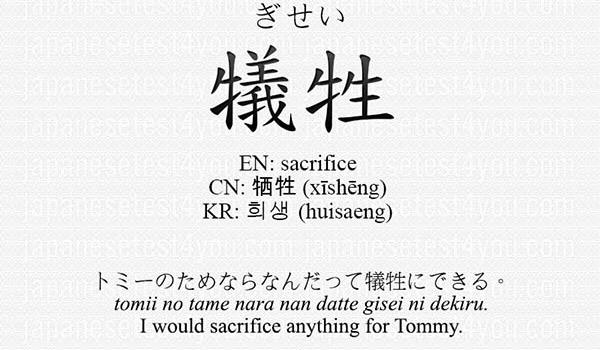 ぎせい
犠牲
EN: sacrifice
CN: 牺牲 (xīshēng)
KR: 희생 (huisaeng)
トミーのためならなんだって犠牲にできる。
tomii no tame nara nan datte gisei ni dekiru.
I would sacrifice anything for Tommy.